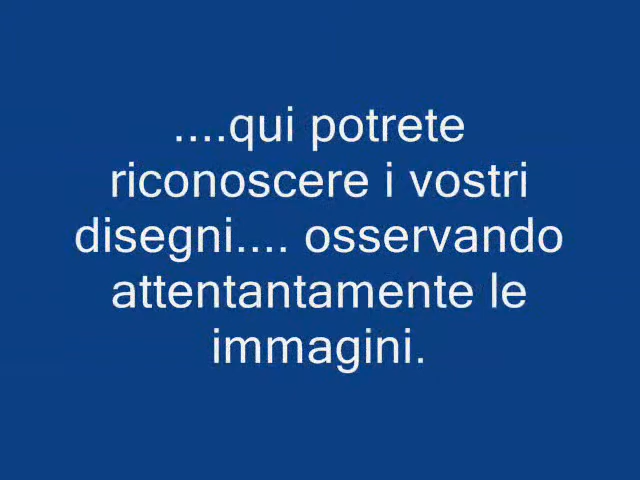 ....qui potrete
riconoscere i vostri
disegni.... osservando
attentantamente le
immagini.